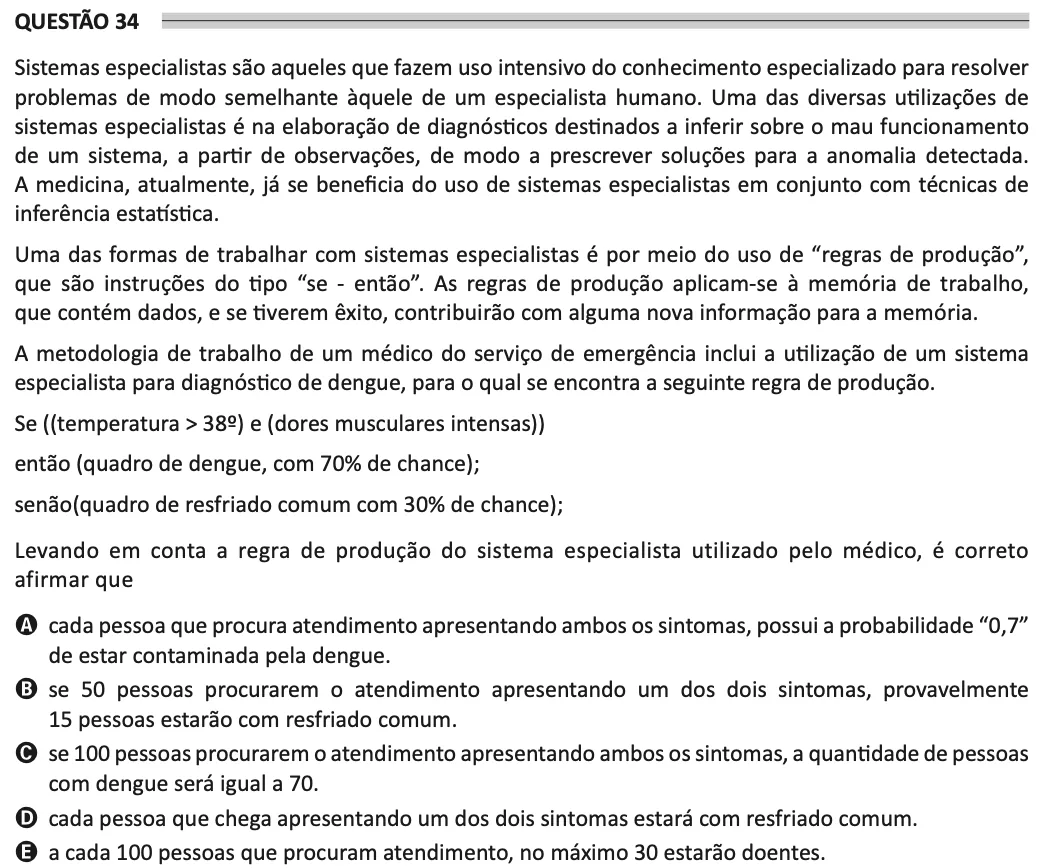 QUESTÃO 34
Sistemas especialistas são aqueles que fazem uso intensivo do conhecimento especializado para resolver
problemas de modo semelhante àquele de um especialista humano. Uma das diversas utilizações de
sistemas especialistas é na elaboração de diagnósticos destinados a inferir sobre o mau funcionamento
de um sistema, a partir de observações, de modo a prescrever soluções para a anomalia detectada.
A medicina, atualmente, já se beneficia do uso de sistemas especialistas em conjunto com técnicas de
inferência estatística.
Uma das formas de trabalhar com sistemas especialistas é por meio do uso de “regras de produção”,
que são instruções do tipo “se - então”. As regras de produção aplicam-se à memória de trabalho,
que contém dados, e se tiverem êxito, contribuirão com alguma nova informação para a memória.
A metodologia de trabalho de um médico do serviço de emergência inclui a utilização de um sistema
especialista para diagnóstico de dengue, para o qual se encontra a seguinte regra de produção.
Se ((temperatura > 38º) e (dores musculares intensas))
então (quadro de dengue, com 70% de chance);
senão(quadro de resfriado comum com 30% de chance);
Levando em conta a regra de produção do sistema especialista utilizado pelo médico, é correto
afirmar que
A cada pessoa que procura atendimento apresentando ambos os sintomas, possui a probabilidade “0,7”
de estar contaminada pela dengue.
B se 50 pessoas procurarem o atendimento apresentando um dos dois sintomas, provavelmente
15 pessoas estarão com resfriado comum.
C se 100 pessoas procurarem o atendimento apresentando ambos os sintomas, a quantidade de pessoas
com dengue será igual a 70.
D cada pessoa que chega apresentando um dos dois sintomas estará com resfriado comum.
E a cada 100 pessoas que procuram atendimento, no máximo 30 estarão doentes.